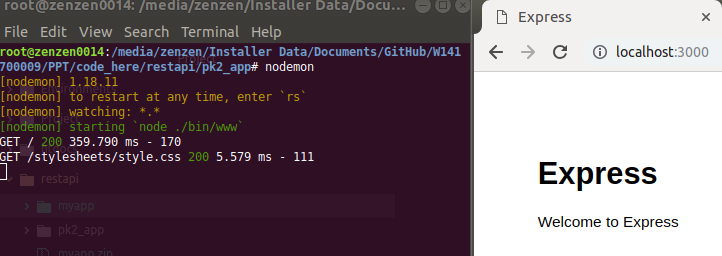 root@zenzen0014: /media/zenzen/Installer Data/Docu…
File Edit View Search Terminal Help
root@zenzen0014:/media/zenzen/Installer Data/Documents/GitHub/W141
700009/PPT/code_here/restapi/pk2_app# nodemon
[nodemon] 1.18.11
[nodemon] to restart at any time, enter `rs`
[nodemon] watching: *.*
[nodemon] starting `node ./bin/www`
GET / 200 359.790 ms - 170
GET /stylesheets/style.css 200 5.579 ms - 111
restapi
myapp
pk2_app
myapp.zip
Express
localhost:3000
Express
Welcome to Express